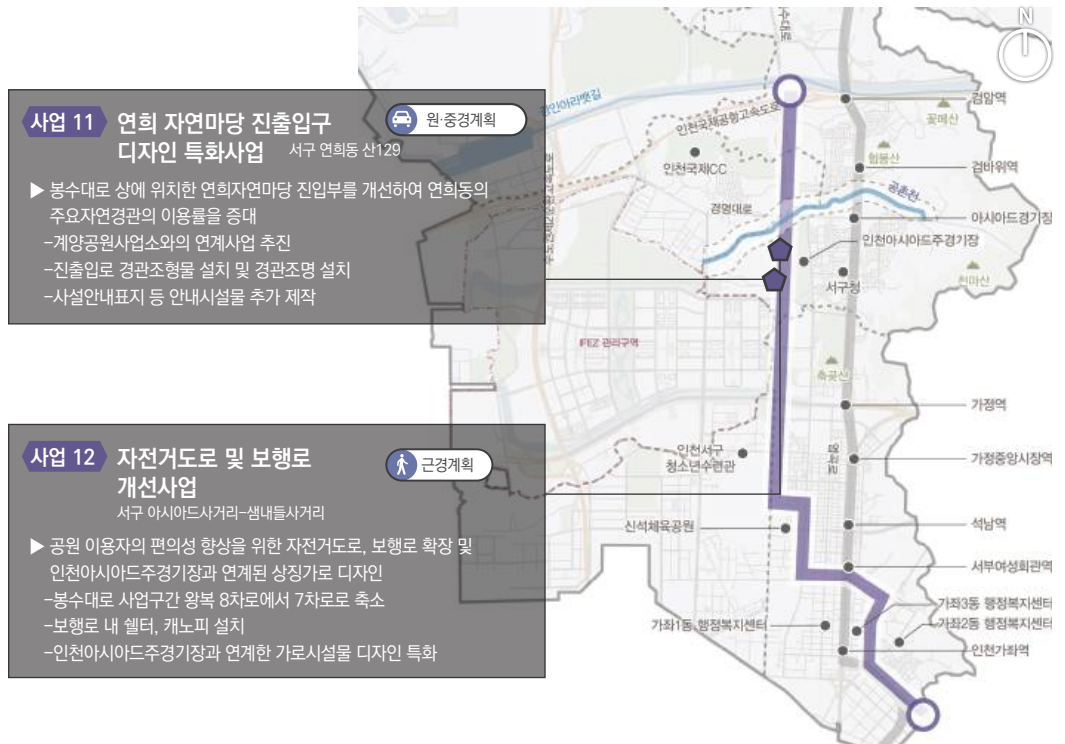 사업 11
연희 자연마당 진출입구
디자인 특화사업
서구 연희동 산129
원·중경계획
▶ 봉수대로 상에 위치한 연희자연마당 진입부를 개선하여 연희동의
주요자연경관의 이용률을 증대
-계양공원사업소와의 연계사업 추진
-진출입로 경관조형물 설치 및 경관조명 설치
-사설안내표지 등 안내시설물 추가 제작
사업 12
자전거도로 및 보행로
개선사업
서구 아시아드사거리-샘내들사거리
근경계획
▶ 공원 이용자의 편의성 향상을 위한 자전거도로, 보행로 확장 및
인천아시아드주경기장과 연계된 상징가로 디자인
-봉수대로 사업구간 왕복 8차로에서 7차로로 축소
-보행로 내 쉘터, 캐노피 설치
-인천아시아드주경기장과 연계한 가로시설물 디자인 특화
N
경인아라뱃길
인천국제공항고속도로
검암역
꽃메산
인천국제CC
힘봉산
검바위역
공촌천
경명대로
아시아드경기장
인천아시아드주경기장
서구청
천마산
IFEZ 관리구역
축곶산
가정역
인천서구
청소년수련관
가정중앙시장역
신석체육공원
석남역
서부여성회관역
가좌3동 행정복지센터
가좌1동 행정복지센터
가좌2동 행정복지센터
인천가좌역